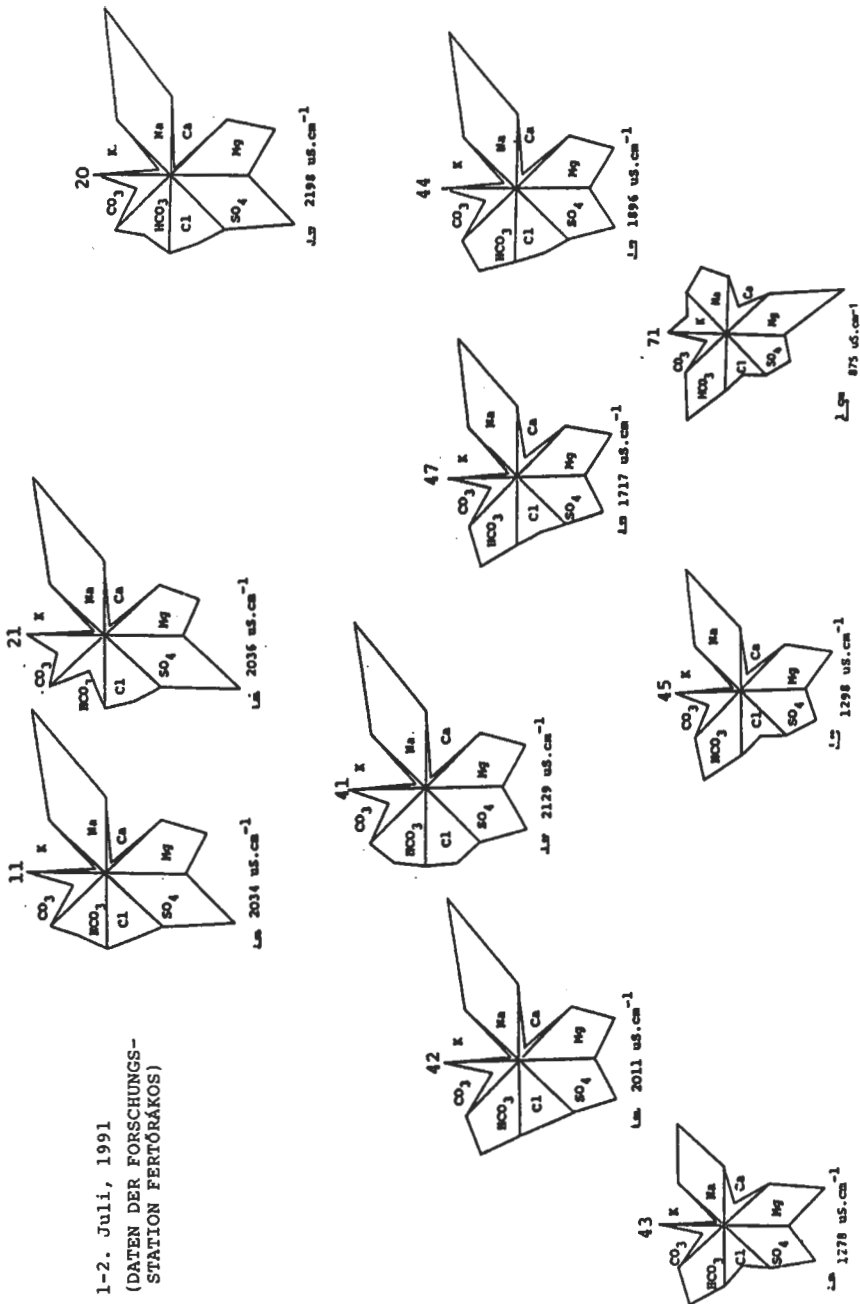 20
K
CO₃
Na
HCO₃
Ca
Cl
Mg
SO₄
2198 uS.cm⁻¹
44
K
CO₃
Na
HCO₃
Ca
Cl
Mg
SO₄
1896 uS.cm⁻¹
21
K
CO₃
Na
HCO₃
Ca
Cl
Mg
SO₄
2036 uS.cm⁻¹
47
K
CO₃
Na
HCO₃
Ca
Cl
Mg
SO₄
1717 uS.cm⁻¹
71
K
CO₃
Na
HCO₃
Ca
Cl
Mg
SO₄
875 uS.cm⁻¹
11
K
CO₃
Na
HCO₃
Ca
Cl
Mg
SO₄
2034 uS.cm⁻¹
41
K
CO₃
Na
HCO₃
Ca
Cl
Mg
SO₄
2129 uS.cm⁻¹
45
K
CO₃
Na
HCO₃
Ca
Cl
Mg
SO₄
1298 uS.cm⁻¹
1-2. Juli, 1991
(DATEN DER FORSCHUNGS-
STATION FERTŐRÁKOS)
42
K
CO₃
Na
HCO₃
Ca
Cl
Mg
SO₄
2011 uS.cm⁻¹
43
K
CO₃
Na
HCO₃
Ca
Cl
Mg
SO₄
1278 uS.cm⁻¹